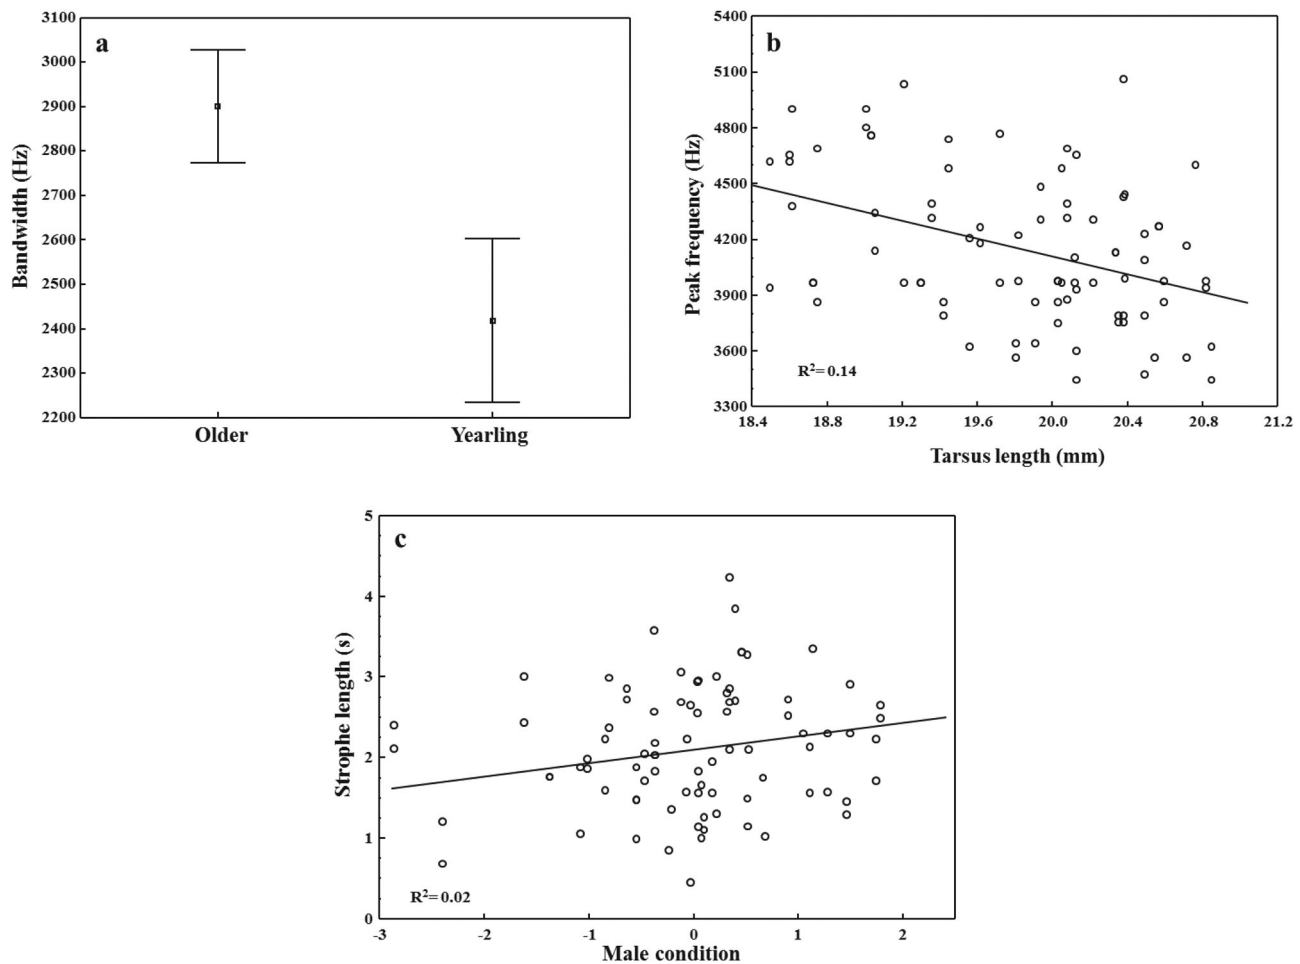 a
3100
3000
2900
2800
2700
2600
2500
2400
2300
2200
Bandwidth (Hz)
Older Yearling
b
5400
5100
4800
4500
4200
3900
3600
3300
Peak frequency (Hz)
R²=0.14
18.4 18.8 19.2 19.6 20.0 20.4 20.8 21.2
Tarsus length (mm)
c
5
4
3
2
1
0
Strophe length (s)
R²=0.02
-3 -2 -1 0 1 2
Male condition